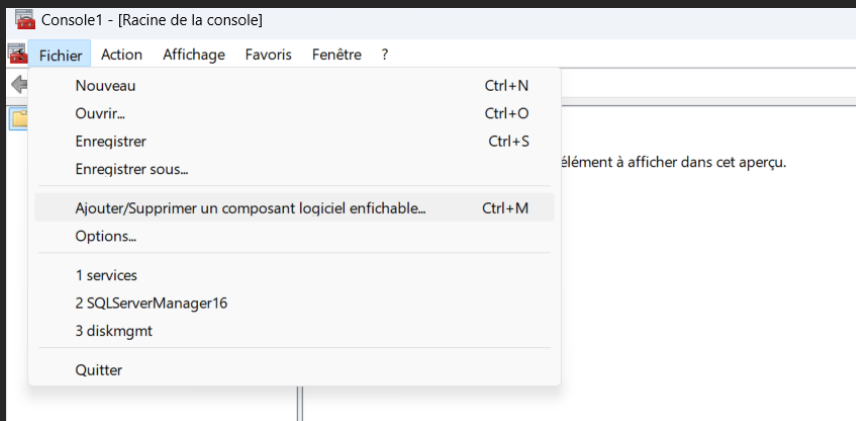 Console1 - [Racine de la console]
Fichier Action Affichage Favoris Fenêtre ?
Nouveau Ctrl+N
Ouvrir... Ctrl+O
Enregistrer Ctrl+S
Enregistrer sous...
élément à afficher dans cet aperçu.
Ajouter/Supprimer un composant logiciel enfichable... Ctrl+M
Options...
1 services
2 SQLServerManager16
3 diskmgmt
Quitter